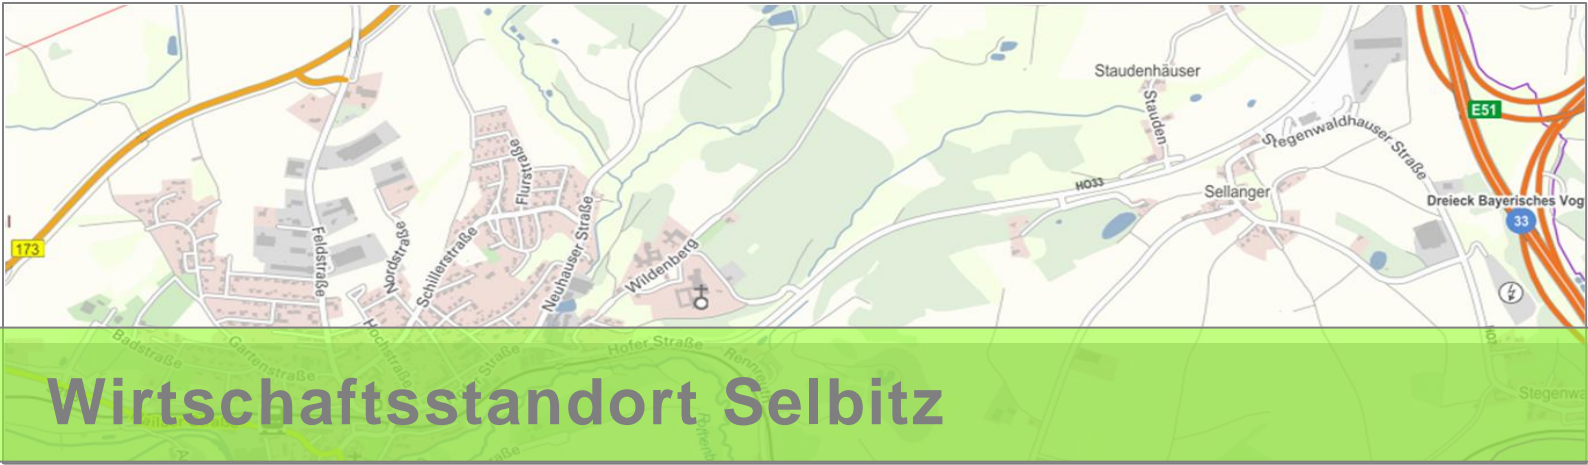 Staudenhäuser
Stauden
E51
Stegenwaldhauser Straße
HO33
Sellanger
Dreieck Bayerisches Vog
33
Flurstraße
173
Feldstraße
Nordstraße
Schillerstraße
Neuhauser Straße
Wildenberg
Badstraße
Gartenstraße
Hochstraße
Hofer Straße
Stegenwa
Wirtschaftsstandort Selbitz